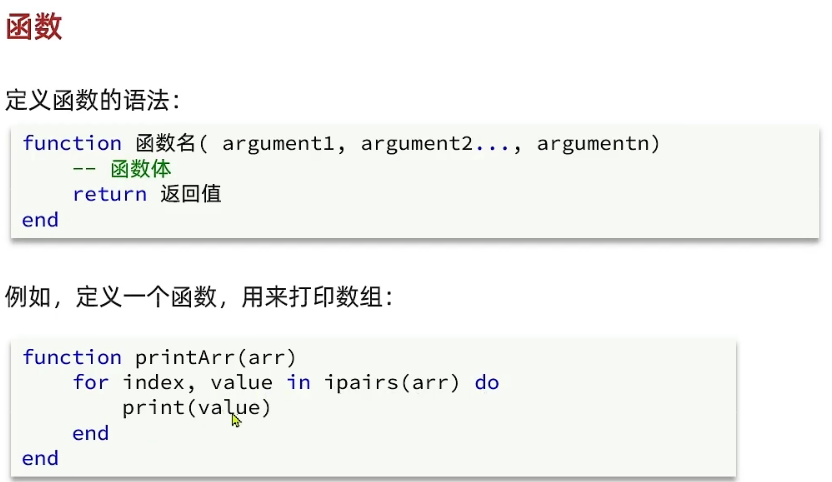 函数
定义函数的语法：
function 函数名( argument1, argument2..., argumentn)
    -- 函数体
    return 返回值
end
例如，定义一个函数，用来打印数组：
function printArr(arr)
    for index, value in ipairs(arr) do
        print(value)
    end
end